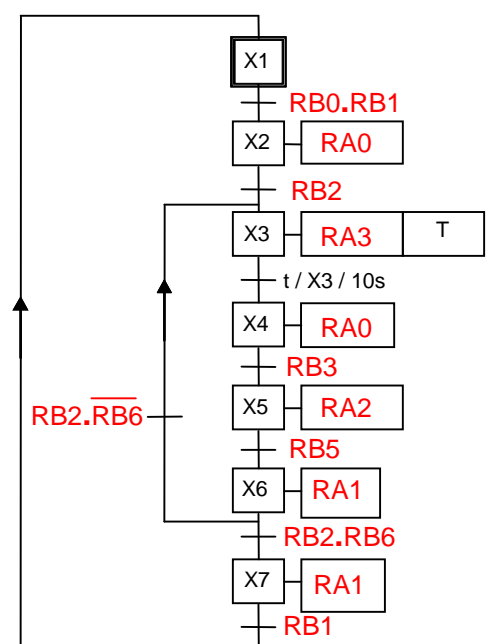 X1
RB0.RB1
X2 RA0
RB2
X3 RA3 T
t / X3 / 10s
X4 RA0
RB3
X5 RA2
RB2.R̅B̅6̅
RB5
X6 RA1
RB2.RB6
X7 RA1
RB1